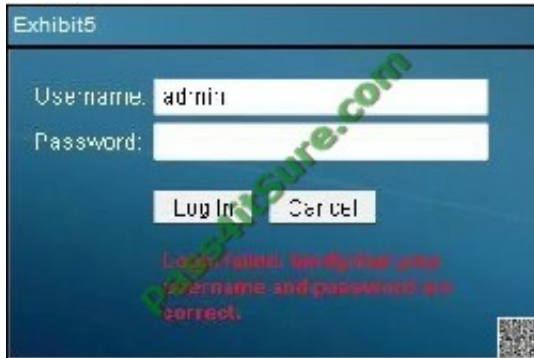 Exhibit5
Username: admin
Password:
Log In Cancel
Login failed. Verify that your
username and password are
correct.
Pass4itSure.com